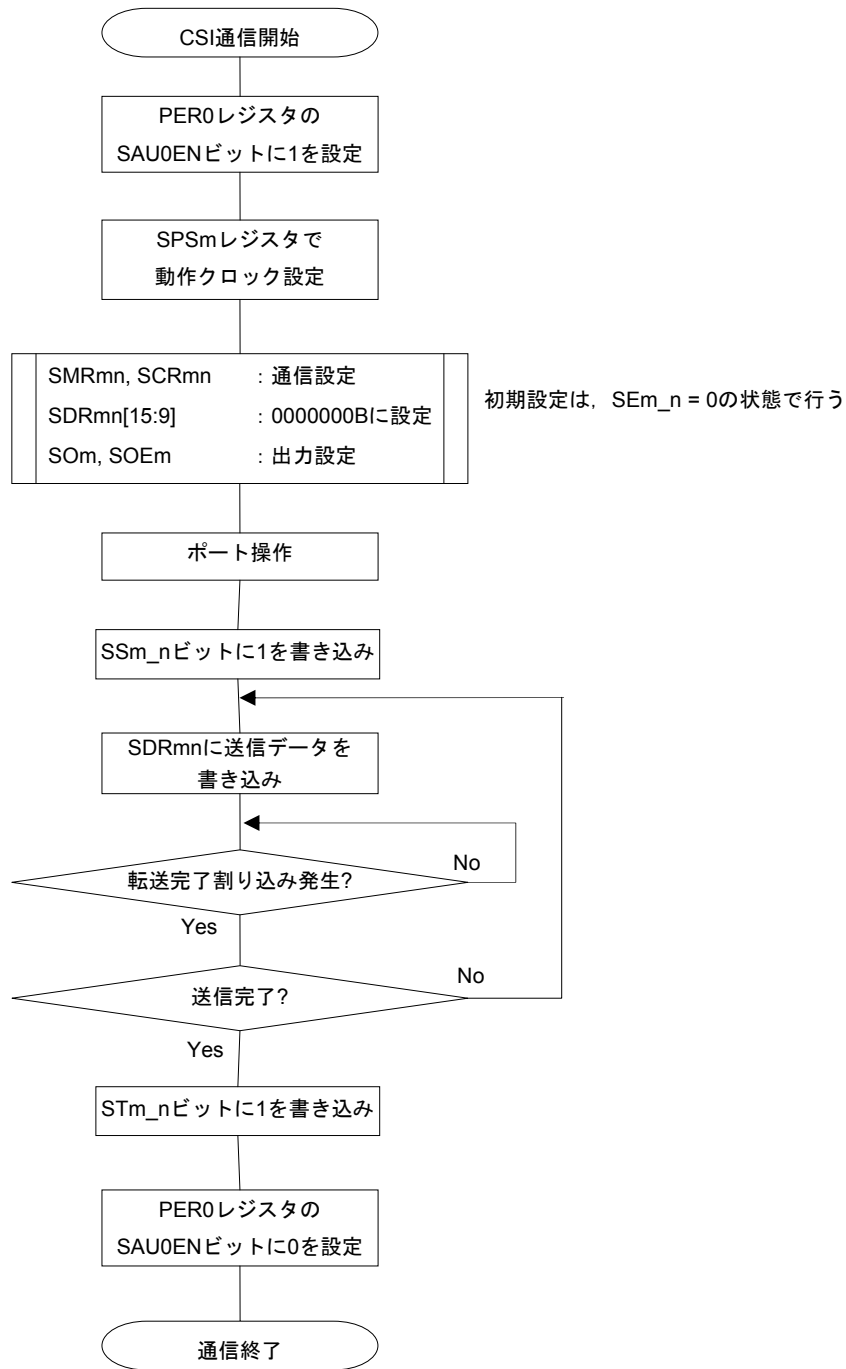 CSI通信開始
PER0レジスタの
SAU0ENビットに1を設定
SPSmレジスタで
動作クロック設定
SMRmn, SCRmn : 通信設定
SDRmn[15:9] : 0000000Bに設定
SOm, SOEm : 出力設定
初期設定は，SEm_n = 0の状態で行う
ポート操作
SSm_nビットに1を書き込み
SDRmnに送信データを
書き込み
転送完了割り込み発生?
No
Yes
送信完了?
No
Yes
STm_nビットに1を書き込み
PER0レジスタの
SAU0ENビットに0を設定
通信終了